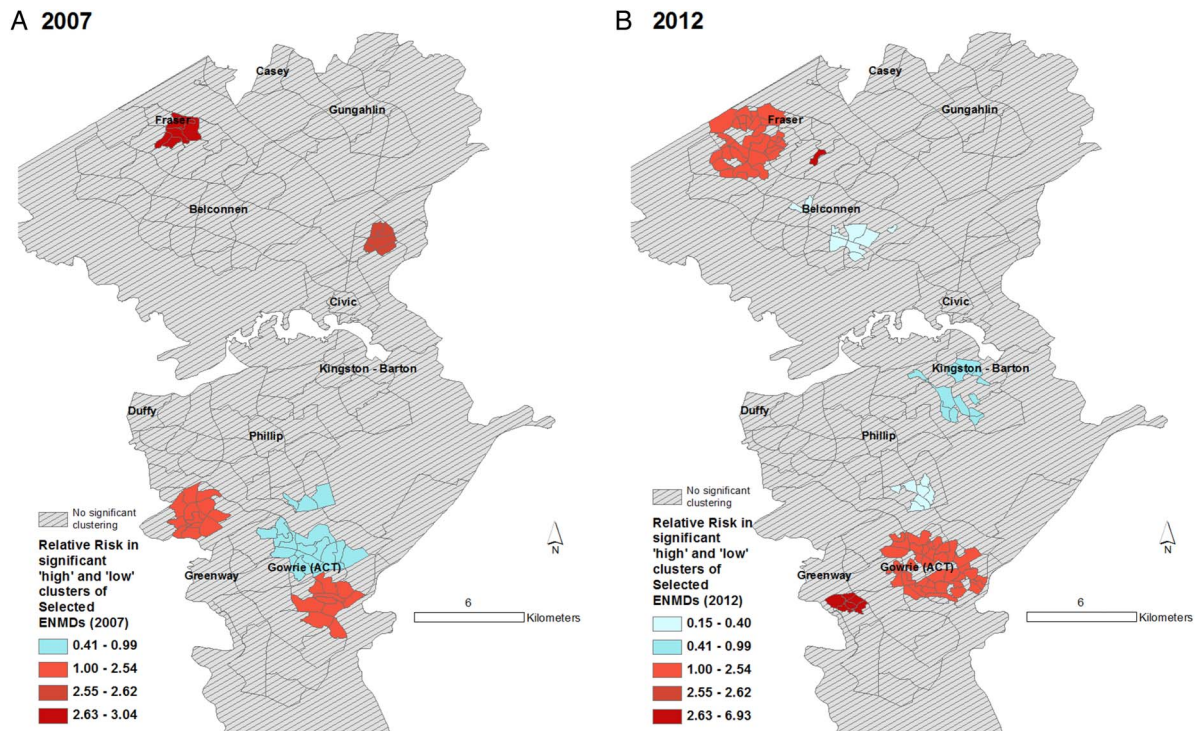 A 2007
Casey
Gungahlin
Fraser
Belconnen
Civic
Kingston - Barton
Duffy
Phillip
No significant
clustering
N
Relative Risk in
significant
'high' and 'low'
clusters of
Selected
ENMDs (2007)
Greenway
Gowrie (ACT)
6
Kilometers
0.41 - 0.99
1.00 - 2.54
2.55 - 2.62
2.63 - 3.04
B 2012
Casey
Gungahlin
Fraser
Belconnen
Civic
Kingston - Barton
Duffy
Phillip
No significant
clustering
N
Relative Risk in
significant
'high' and 'low'
clusters of
Selected
ENMDs (2012)
Greenway
Gowrie (ACT)
6
Kilometers
0.15 - 0.40
0.41 - 0.99
1.00 - 2.54
2.55 - 2.62
2.63 - 6.93